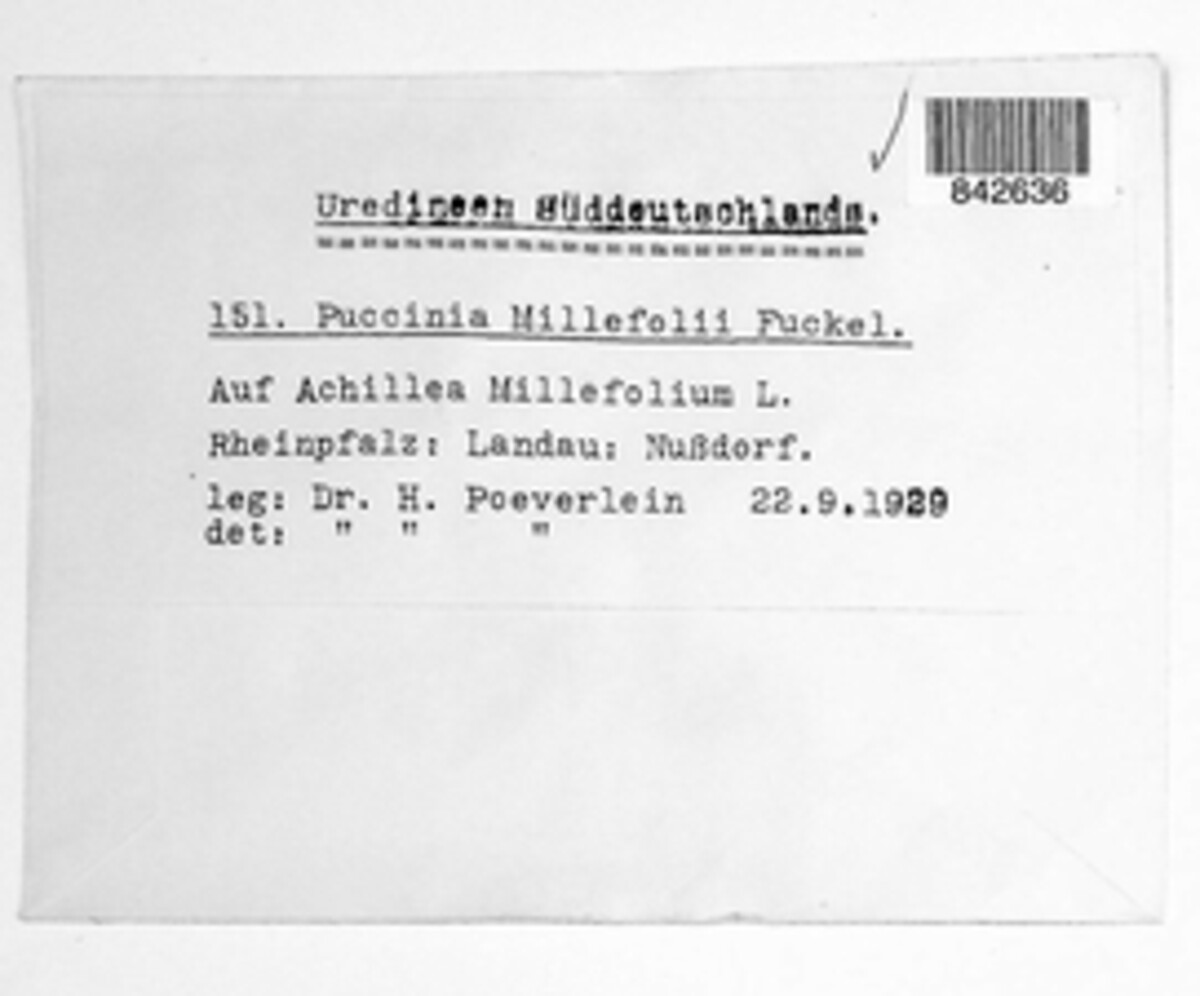 842636
Uredineen Süddeutschlands.
151. Puccinia Millefolii Fuckel.
Auf Achillea Millefolium L.
Rheinpfalz: Landau: Nußdorf.
leg: Dr. H. Poeverlein 22.9.1929
det: " " "